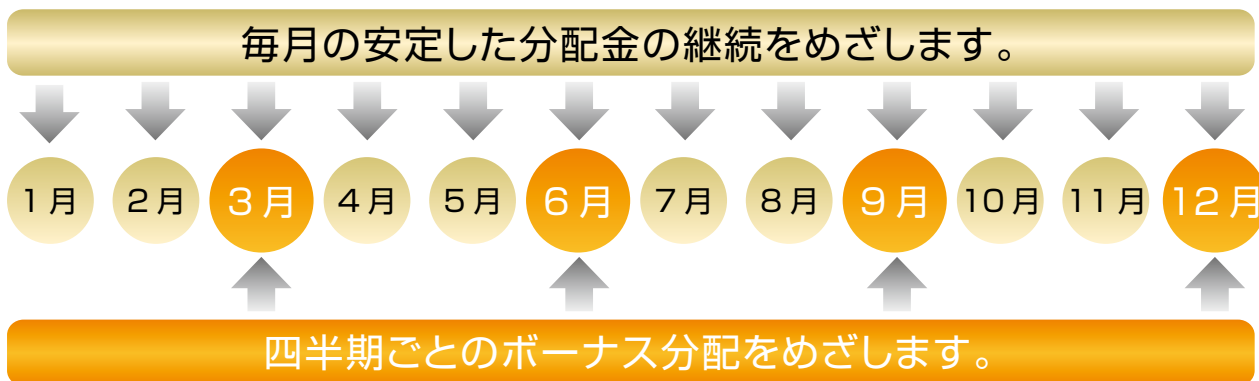 毎月の安定した分配金の継続をめざします。
1月 2月 3月 4月 5月 6月 7月 8月 9月 10月 11月 12月
四半期ごとのボーナス分配をめざします。